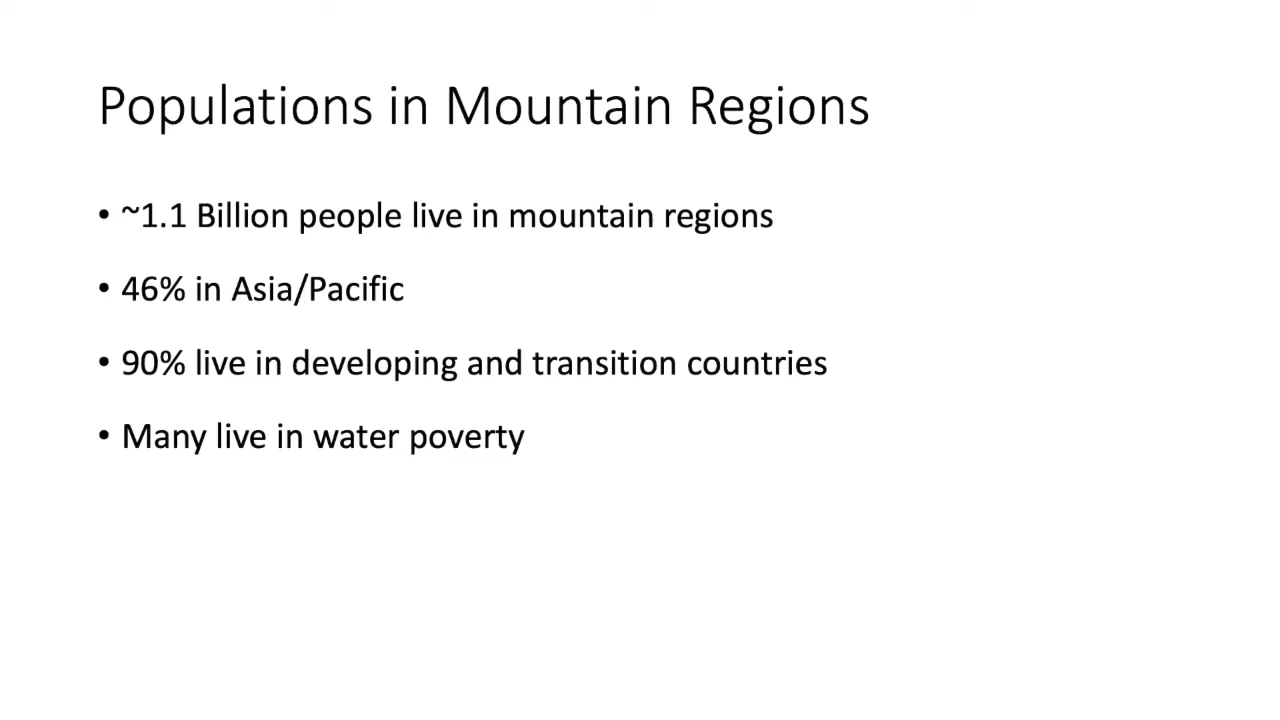 Populations in Mountain Regions
• ~1.1 Billion people live in mountain regions
• 46% in Asia/Pacific
• 90% live in developing and transition countries
• Many live in water poverty